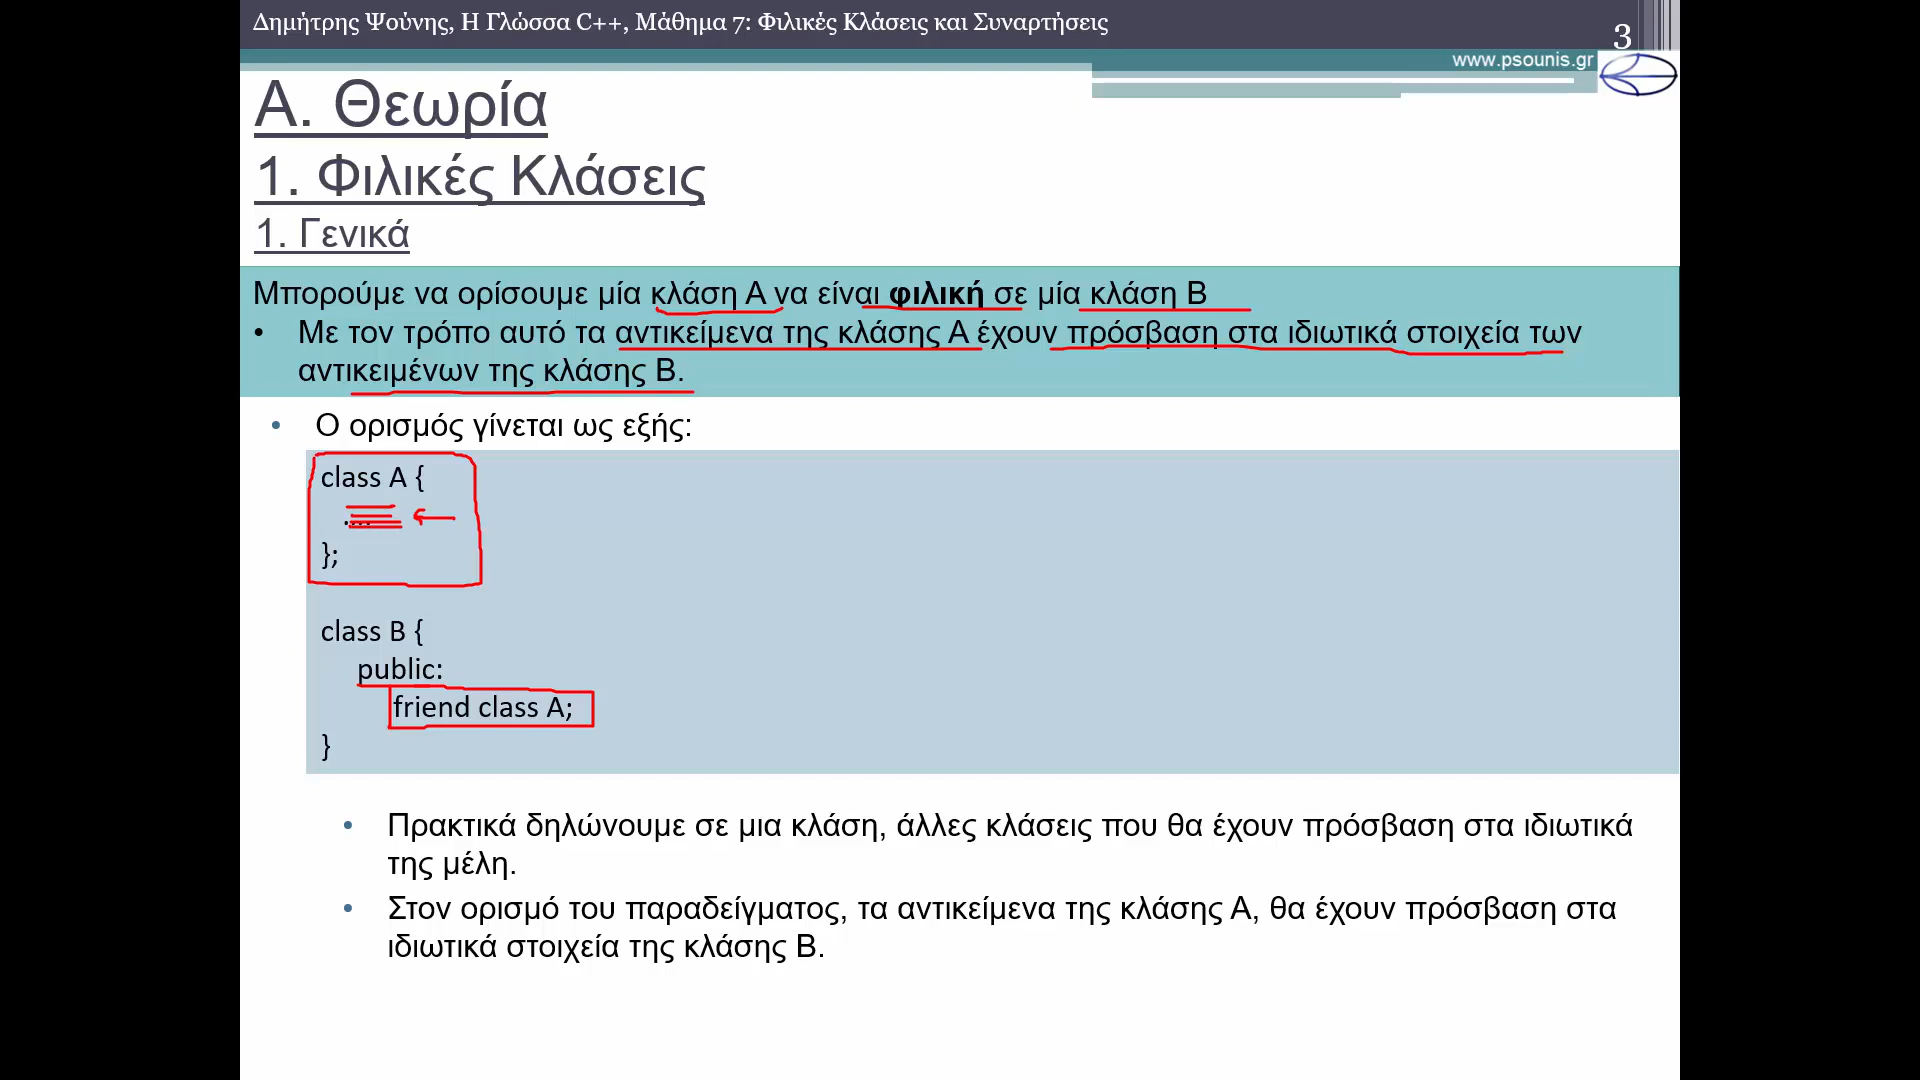 Δημήτρης Ψούνης, Η Γλώσσα C++, Μάθημα 7: Φιλικές Κλάσεις και Συναρτήσεις
3
www.psounis.gr
Α. Θεωρία
1. Φιλικές Κλάσεις
1. Γενικά
Μπορούμε να ορίσουμε μία κλάση Α να είναι φιλική σε μία κλάση Β
• Με τον τρόπο αυτό τα αντικείμενα της κλάσης Α έχουν πρόσβαση στα ιδιωτικά στοιχεία των
αντικειμένων της κλάσης Β.
• Ο ορισμός γίνεται ως εξής:
class A {
....
};
class B {
public:
friend class A;
}
• Πρακτικά δηλώνουμε σε μια κλάση, άλλες κλάσεις που θα έχουν πρόσβαση στα ιδιωτικά
της μέλη.
• Στον ορισμό του παραδείγματος, τα αντικείμενα της κλάσης Α, θα έχουν πρόσβαση στα
ιδιωτικά στοιχεία της κλάσης Β.